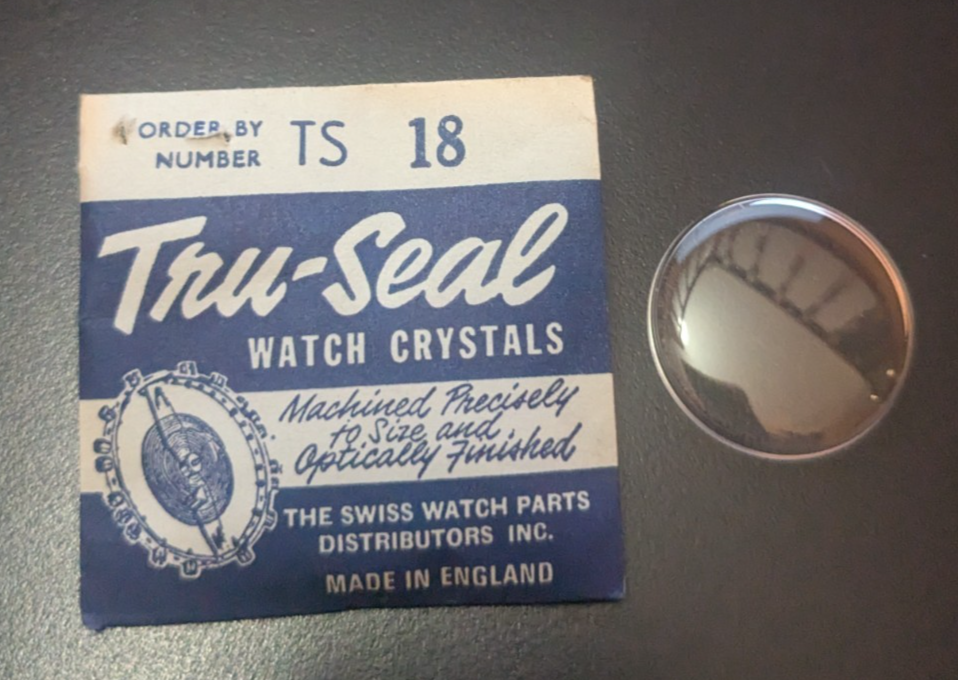 ORDER BY TS 18
NUMBER
Tru-Seal
WATCH CRYSTALS
Machined Precisely
to Size and
Optically Finished
THE SWISS WATCH PARTS
DISTRIBUTORS INC.
MADE IN ENGLAND